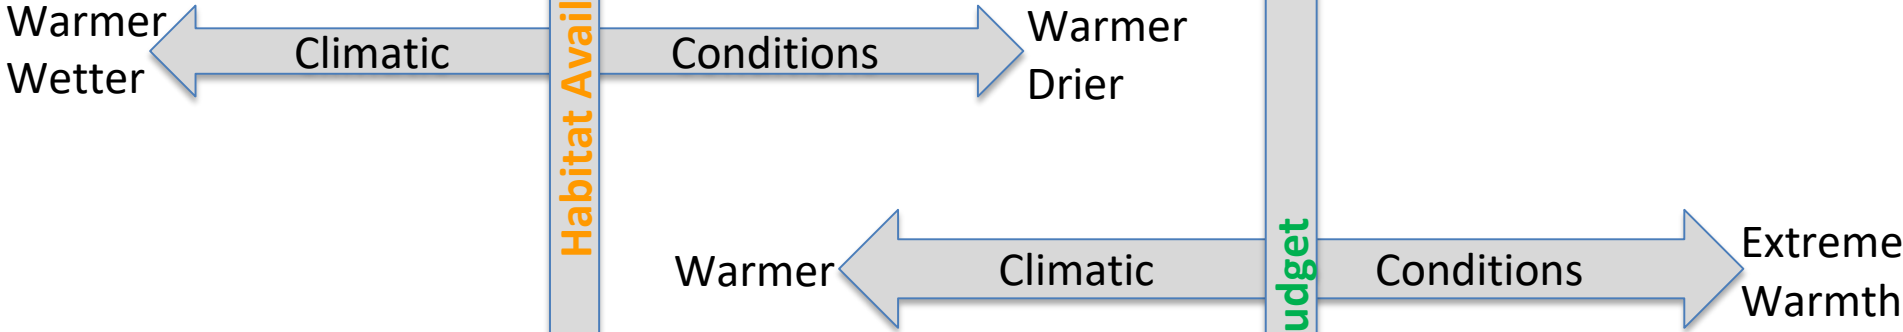 Warmer
Wetter
Climatic Conditions
Warmer
Drier
Habitat Avail
Warmer
Climatic Conditions
Extreme
Warmth
udget